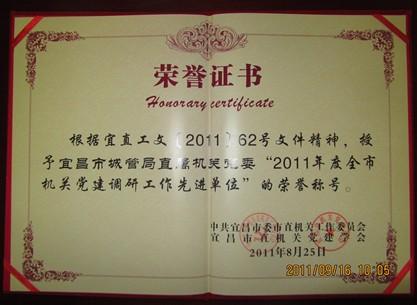 荣誉证书
Honorary certificate
根据宜直工文〔2011〕62号文件精神，授
予宜昌市城管局直属机关党委“2011年度全市
机关党建调研工作先进单位”的荣誉称号。
中共宜昌市委市直机关工作委员会
宜昌市直机关党建学会
2011年8月25日
2011/09/16 10:05